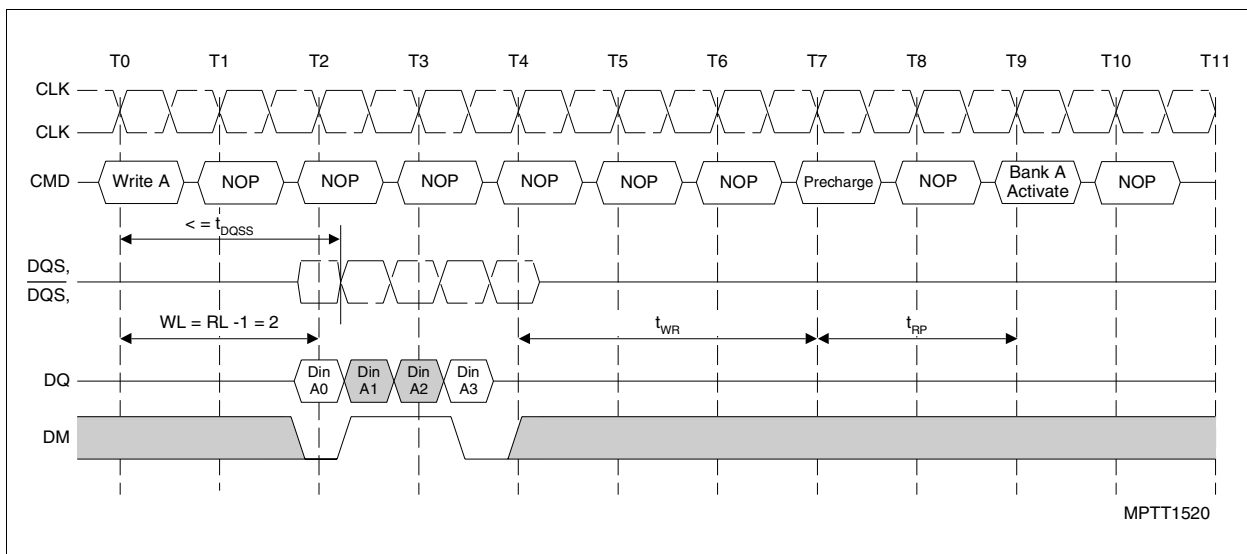 T0 T1 T2 T3 T4 T5 T6 T7 T8 T9 T10 T11
CLK
CLK
CMD Write A NOP NOP NOP NOP NOP NOP Precharge NOP Bank A Activate NOP
< = tDQSS
DQS,
DQS,
WL = RL -1 = 2 tWR tRP
DQ Din A0 Din A1 Din A2 Din A3
DM
MPTT1520